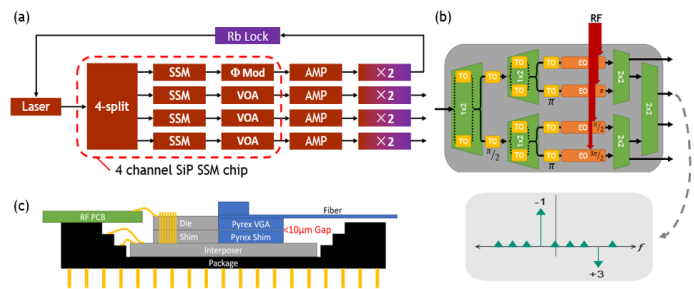 (a)
Rb Lock
Laser
4-split
SSM
Φ Mod
AMP
×2
SSM
VOA
AMP
×2
SSM
VOA
AMP
×2
SSM
VOA
AMP
×2
4 channel SiP SSM chip
(b)
RF
1x2
TO
TO
TO
TO
π/2
1x2
TO
TO
TO
EO
TO
EO
π
π
2x2
1x2
TO
TO
TO
EO
π/2
TO
EO
3π/2
π
2x2
2x2
-1
f
+3
(c)
RF PCB
Fiber
Die
Pyrex VGA
<10μm Gap
Shim
Pyrex Shim
Interposer
Package